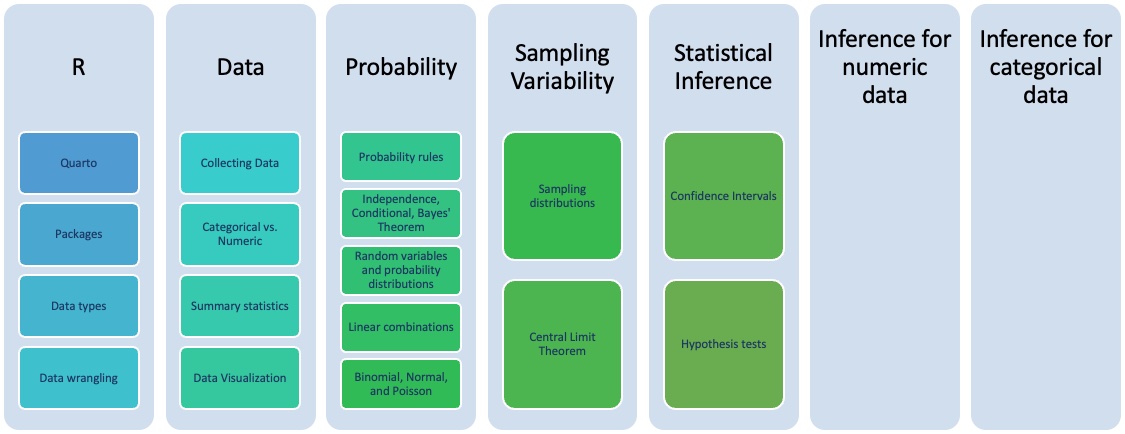 R
Quarto
Packages
Data types
Data wrangling
Data
Collecting Data
Categorical vs.
Numeric
Summary statistics
Data Visualization
Probability
Probability rules
Independence,
Conditional, Bayes'
Theorem
Random variables
and probability
distributions
Linear combinations
Binomial, Normal,
and Poisson
Sampling
Variability
Sampling
distributions
Central Limit
Theorem
Statistical
Inference
Confidence Intervals
Hypothesis tests
Inference for
numeric
data
Inference for
categorical
data